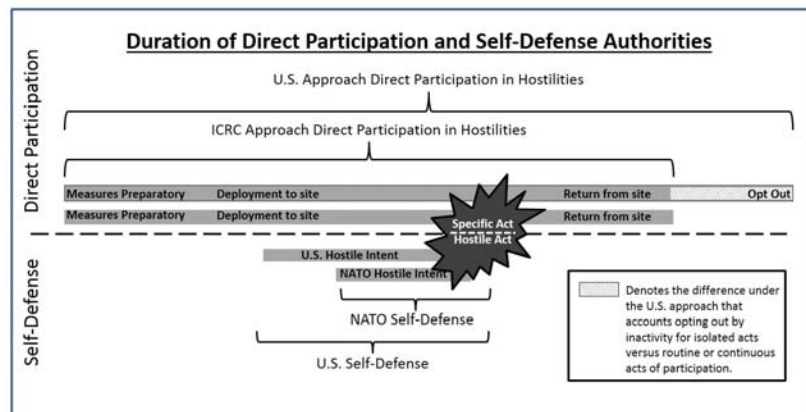 Duration of Direct Participation and Self-Defense Authorities
Direct Participation
U.S. Approach Direct Participation in Hostilities
ICRC Approach Direct Participation in Hostilities
Measures Preparatory Deployment to site Return from site Opt Out
Measures Preparatory Deployment to site Return from site
Specific Act
Hostile Act
Self-Defense
U.S. Hostile Intent
NATO Hostile Intent
NATO Self-Defense
U.S. Self-Defense
Denotes the difference under
the U.S. approach that
accounts opting out by
inactivity for isolated acts
versus routine or continuous
acts of participation.